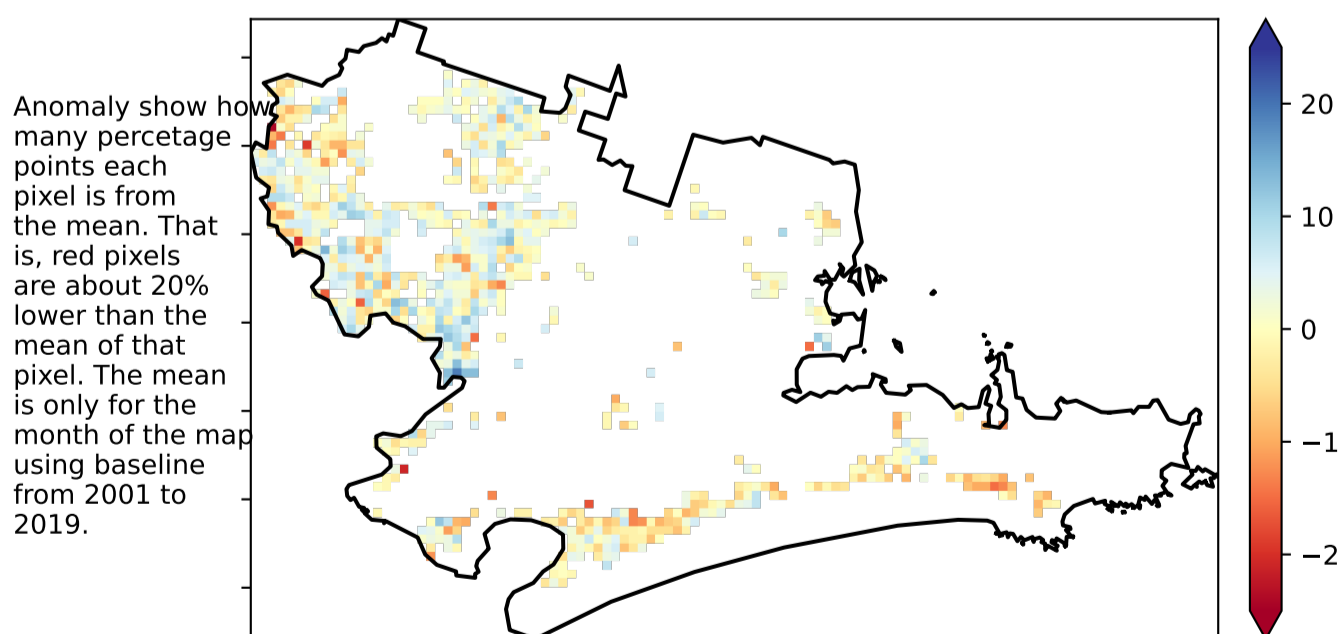 Anomaly show how
many percetage
points each
pixel is from
the mean. That
is, red pixels
are about 20%
lower than the
mean of that
pixel. The mean
is only for the
month of the map
using baseline
from 2001 to
2019.
20
10
0
−1
−2